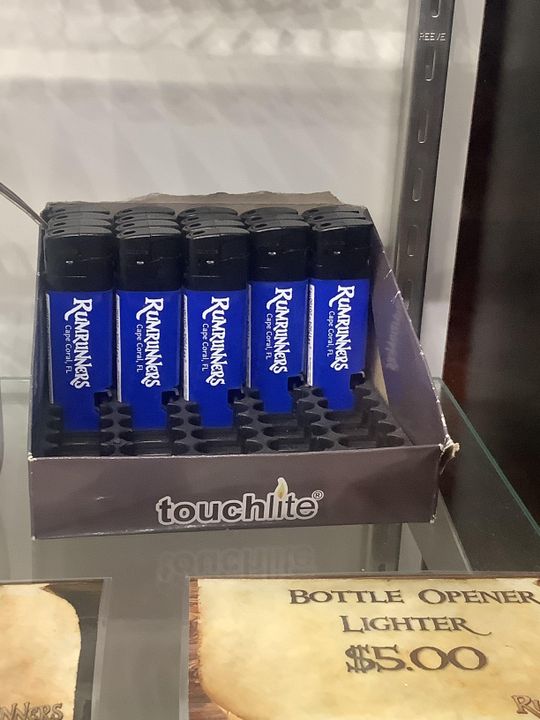 REEVE
RUMRUNNERS
Cape Coral, FL
RUMRUNNERS
Cape Coral, FL
RUMRUNNERS
Cape Coral, FL
RUMRUNNERS
Cape Coral, FL
RUMRUNNERS
Cape Coral, FL
touchlite®
BOTTLE OPENER
LIGHTER
$5.00